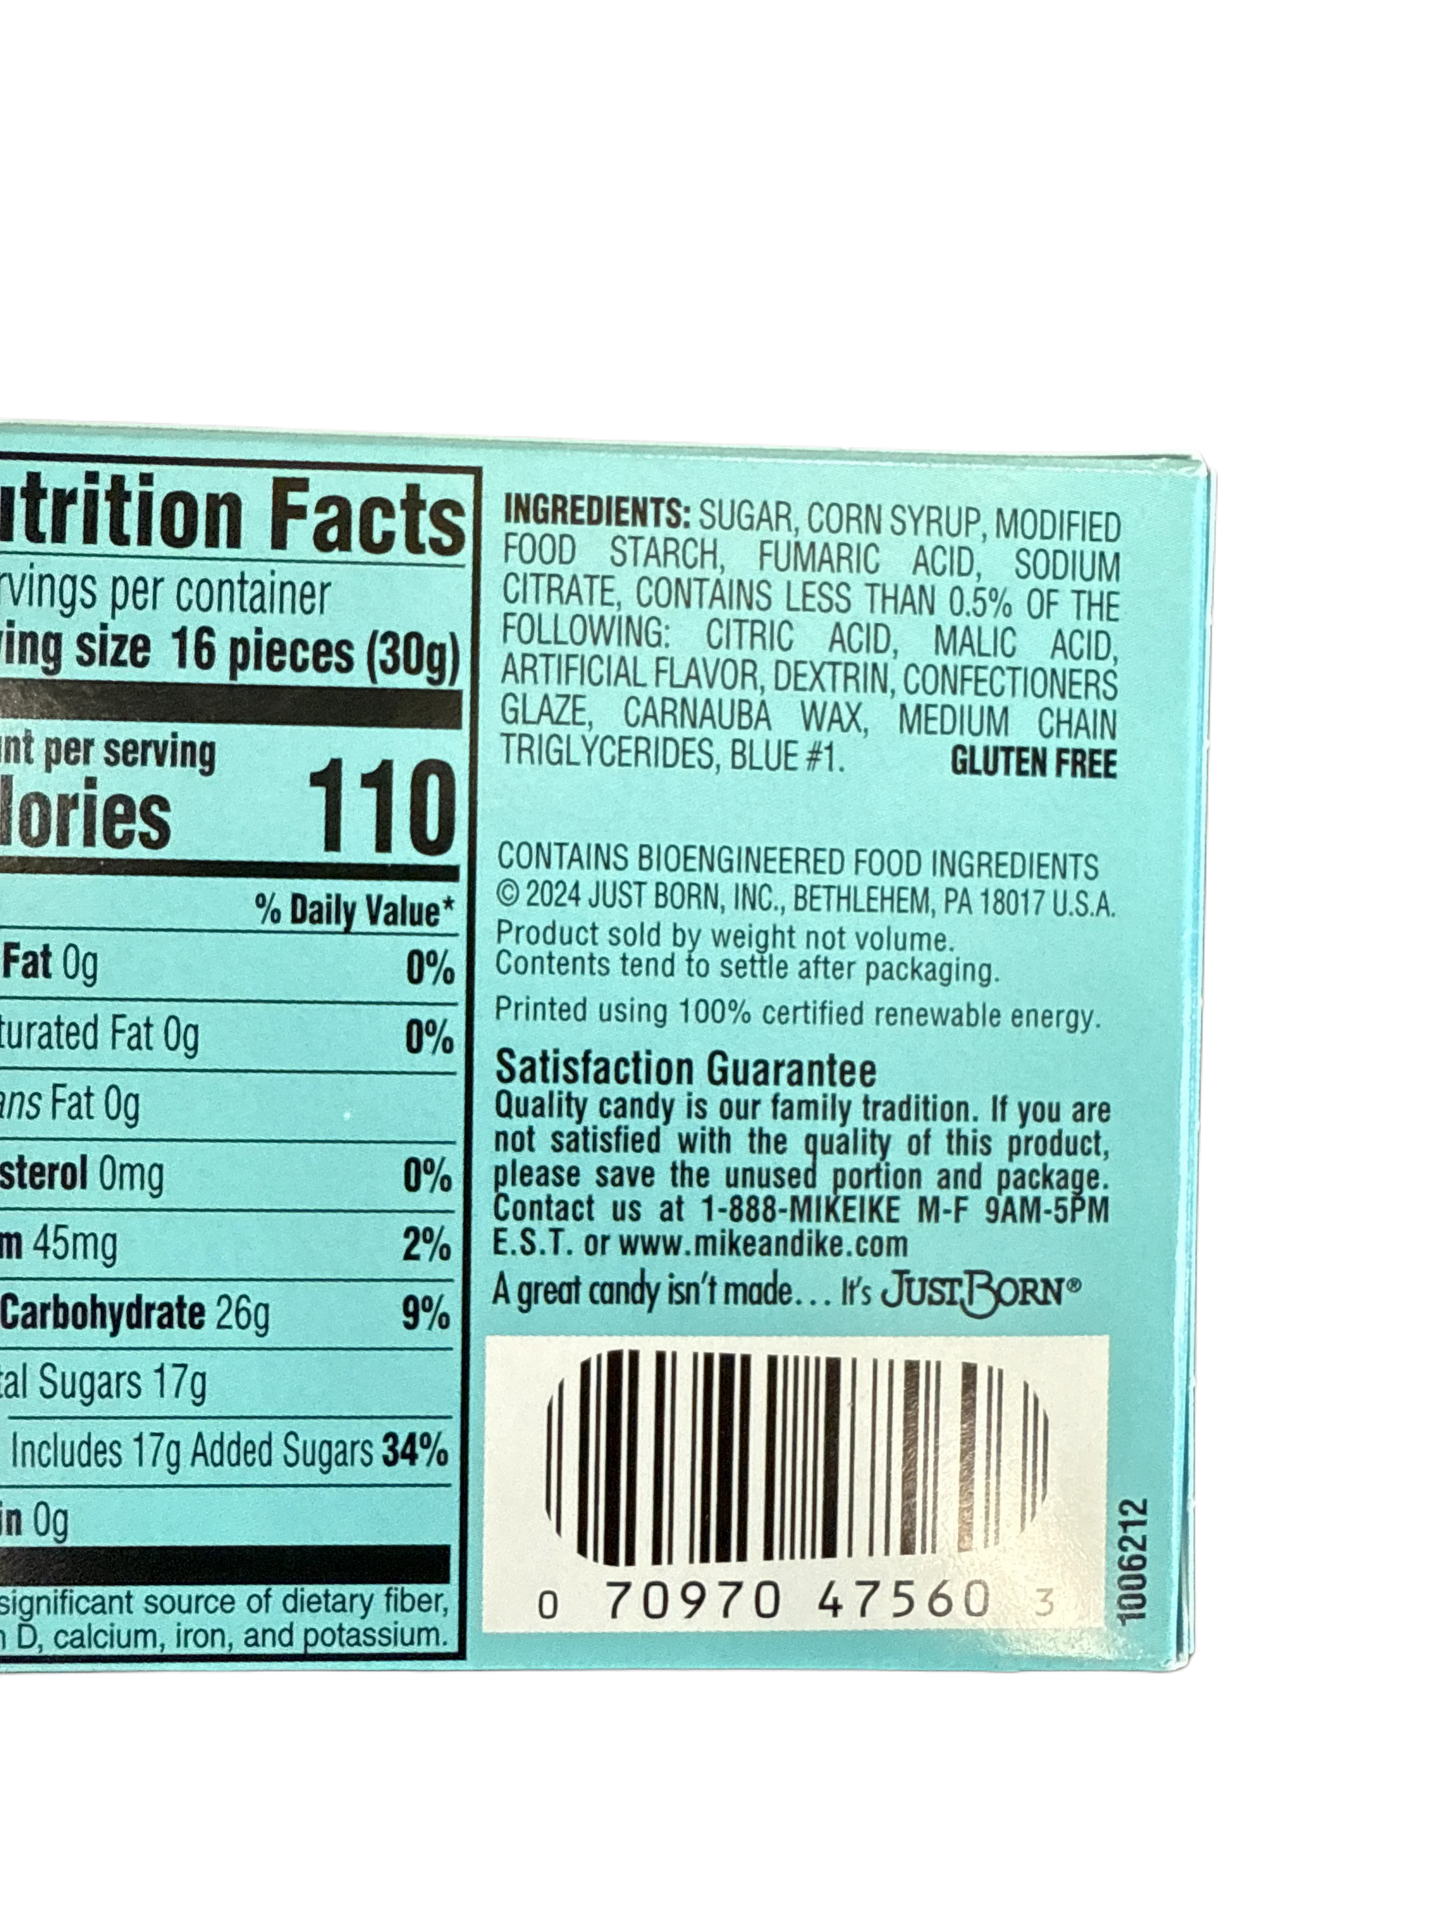 utrition Facts
rvings per container
ing size 16 pieces (30g)
nt per serving
lories 110
% Daily Value*
Fat 0g 0%
turated Fat 0g 0%
ans Fat 0g
sterol 0mg 0%
m 45mg 2%
Carbohydrate 26g 9%
tal Sugars 17g
Includes 17g Added Sugars 34%
in 0g
significant source of dietary fiber,
n D, calcium, iron, and potassium.
INGREDIENTS: SUGAR, CORN SYRUP, MODIFIED
FOOD STARCH, FUMARIC ACID, SODIUM
CITRATE, CONTAINS LESS THAN 0.5% OF THE
FOLLOWING: CITRIC ACID, MALIC ACID,
ARTIFICIAL FLAVOR, DEXTRIN, CONFECTIONERS
GLAZE, CARNAUBA WAX, MEDIUM CHAIN
TRIGLYCERIDES, BLUE #1. GLUTEN FREE
CONTAINS BIOENGINEERED FOOD INGREDIENTS
© 2024 JUST BORN, INC., BETHLEHEM, PA 18017 U.S.A.
Product sold by weight not volume.
Contents tend to settle after packaging.
Printed using 100% certified renewable energy.
Satisfaction Guarantee
Quality candy is our family tradition. If you are
not satisfied with the quality of this product,
please save the unused portion and package.
Contact us at 1-888-MIKEIKE M-F 9AM-5PM
E.S.T. or www.mikeandike.com
A great candy isn't made... It's JUST BORN®
0 70970 47560 3
1006212